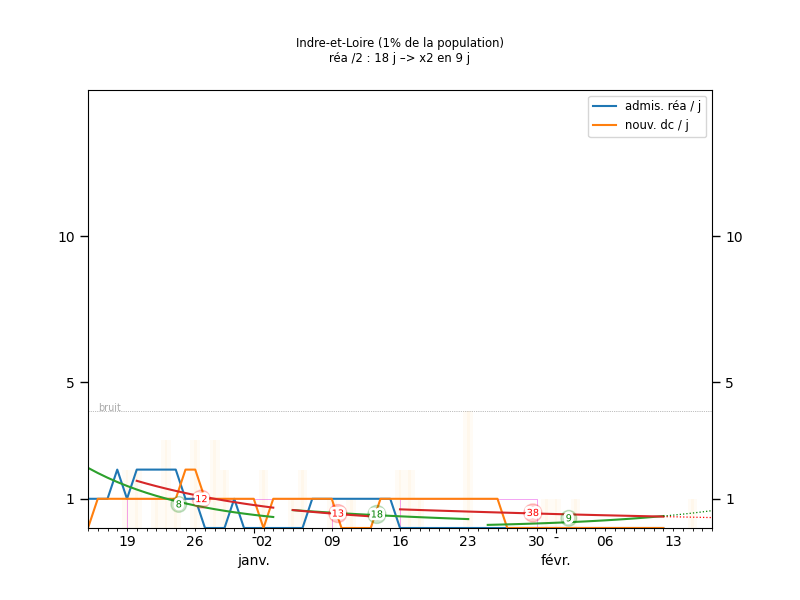 Indre-et-Loire (1% de la population)
réa /2 : 18 j –> x2 en 9 j
admis. réa / j
nouv. dc / j
10 10
5 5
bruit
1 1
8 12 13 18 38 9
19 26 02 09 16 23 30 06 13
janv. févr.